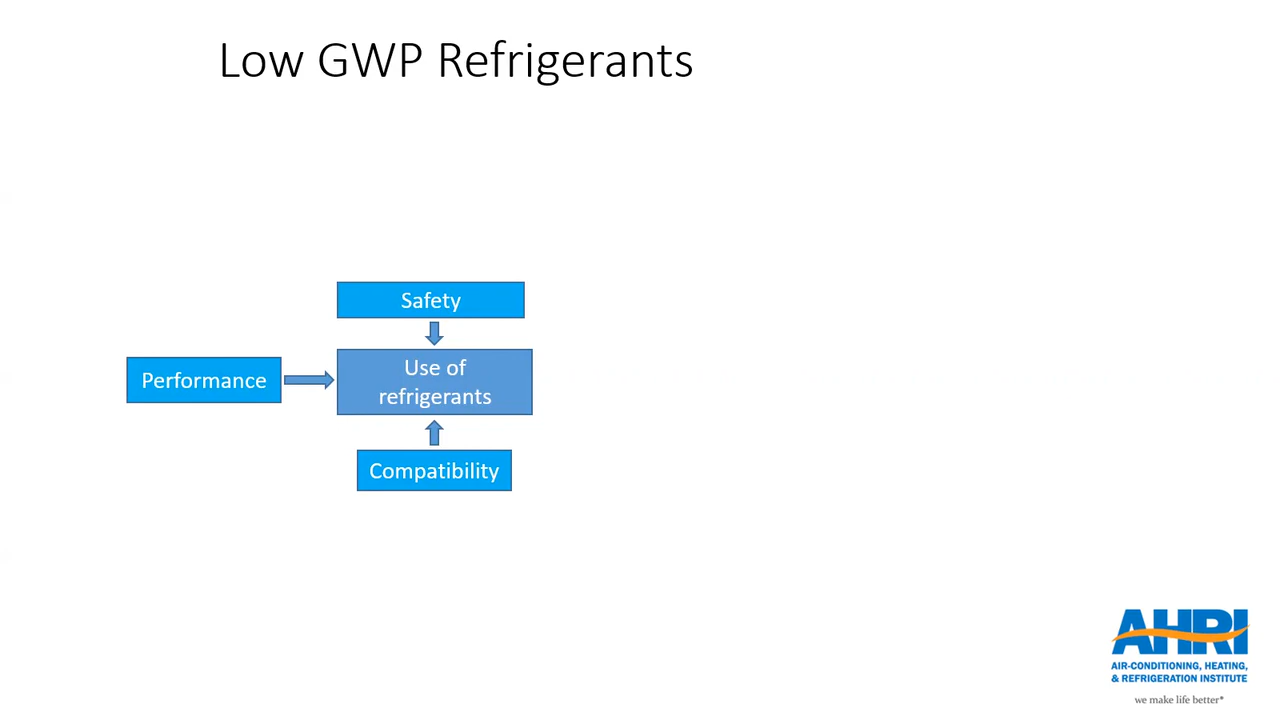 Low GWP Refrigerants
Safety
Performance
Use of
refrigerants
Compatibility
AHRI
AIR-CONDITIONING, HEATING,
& REFRIGERATION INSTITUTE
we make life better*